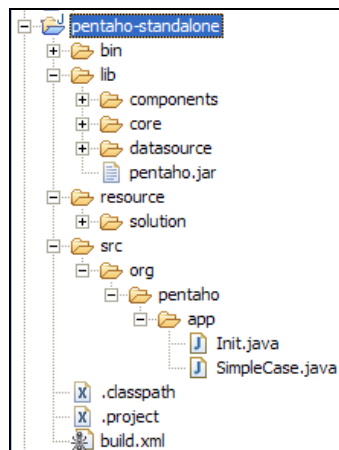 pentaho-standalone
bin
lib
components
core
datasource
pentaho.jar
resource
solution
src
org
pentaho
app
Init.java
SimpleCase.java
.classpath
.project
build.xml